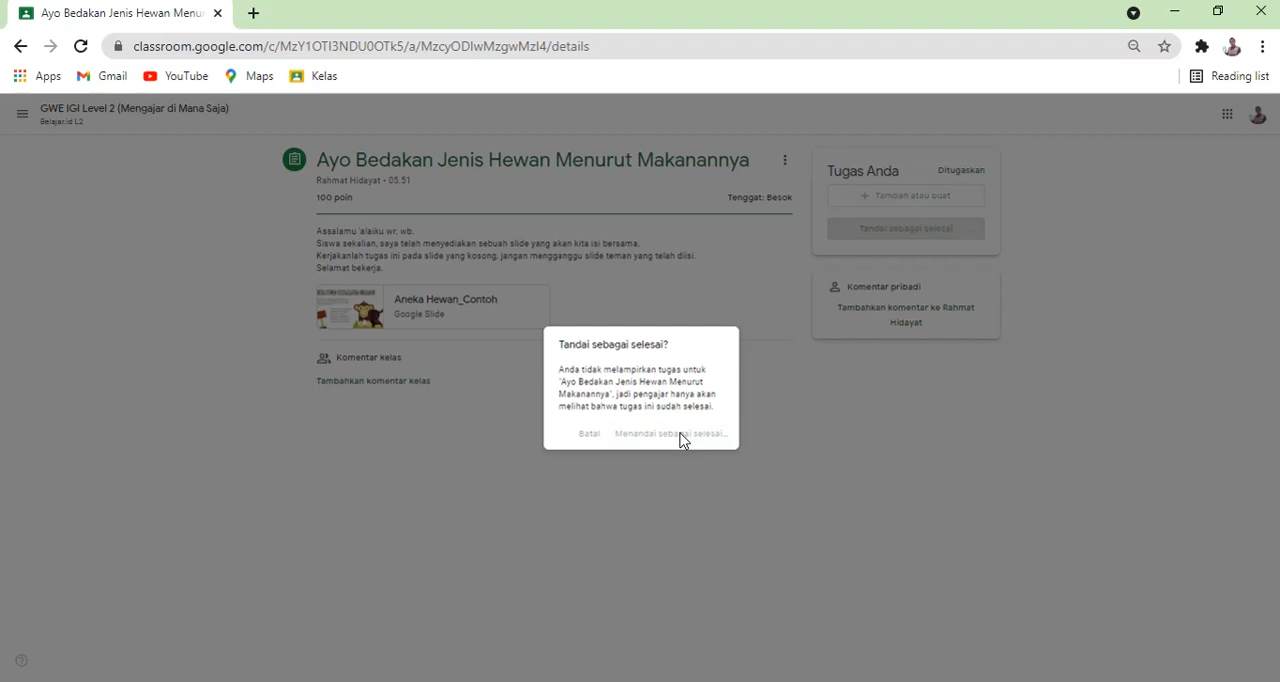 Ayo Bedakan Jenis Hewan Menur
classroom.google.com/c/MzY1OTI3NDU0OTk5/a/MzcyODIwMzgwMzI4/details
Apps Gmail YouTube Maps Kelas Reading list
GWE IGI Level 2 (Mengajar di Mana Saja)
Belajar.id L2
Ayo Bedakan Jenis Hewan Menurut Makanannya
Rahmat Hidayat • 05.51
100 poin Tenggat: Besok
Assalamu 'alaiku wr. wb.
Siswa sekalian, saya telah menyediakan sebuah slide yang akan kita isi bersama.
Kerjakanlah tugas ini pada slide yang kosong, jangan mengganggu slide teman yang telah diisi.
Selamat bekerja.
Aneka Hewan_Contoh
Google Slide
Komentar kelas
Tambahkan komentar kelas
Tugas Anda Ditugaskan
+ Tambah atau buat
Tandai sebagai selesai
Komentar pribadi
Tambahkan komentar ke Rahmat
Hidayat
Tandai sebagai selesai?
Anda tidak melampirkan tugas untuk
'Ayo Bedakan Jenis Hewan Menurut
Makanannya', jadi pengajar hanya akan
melihat bahwa tugas ini sudah selesai.
Batal Menandai sebagai selesai...